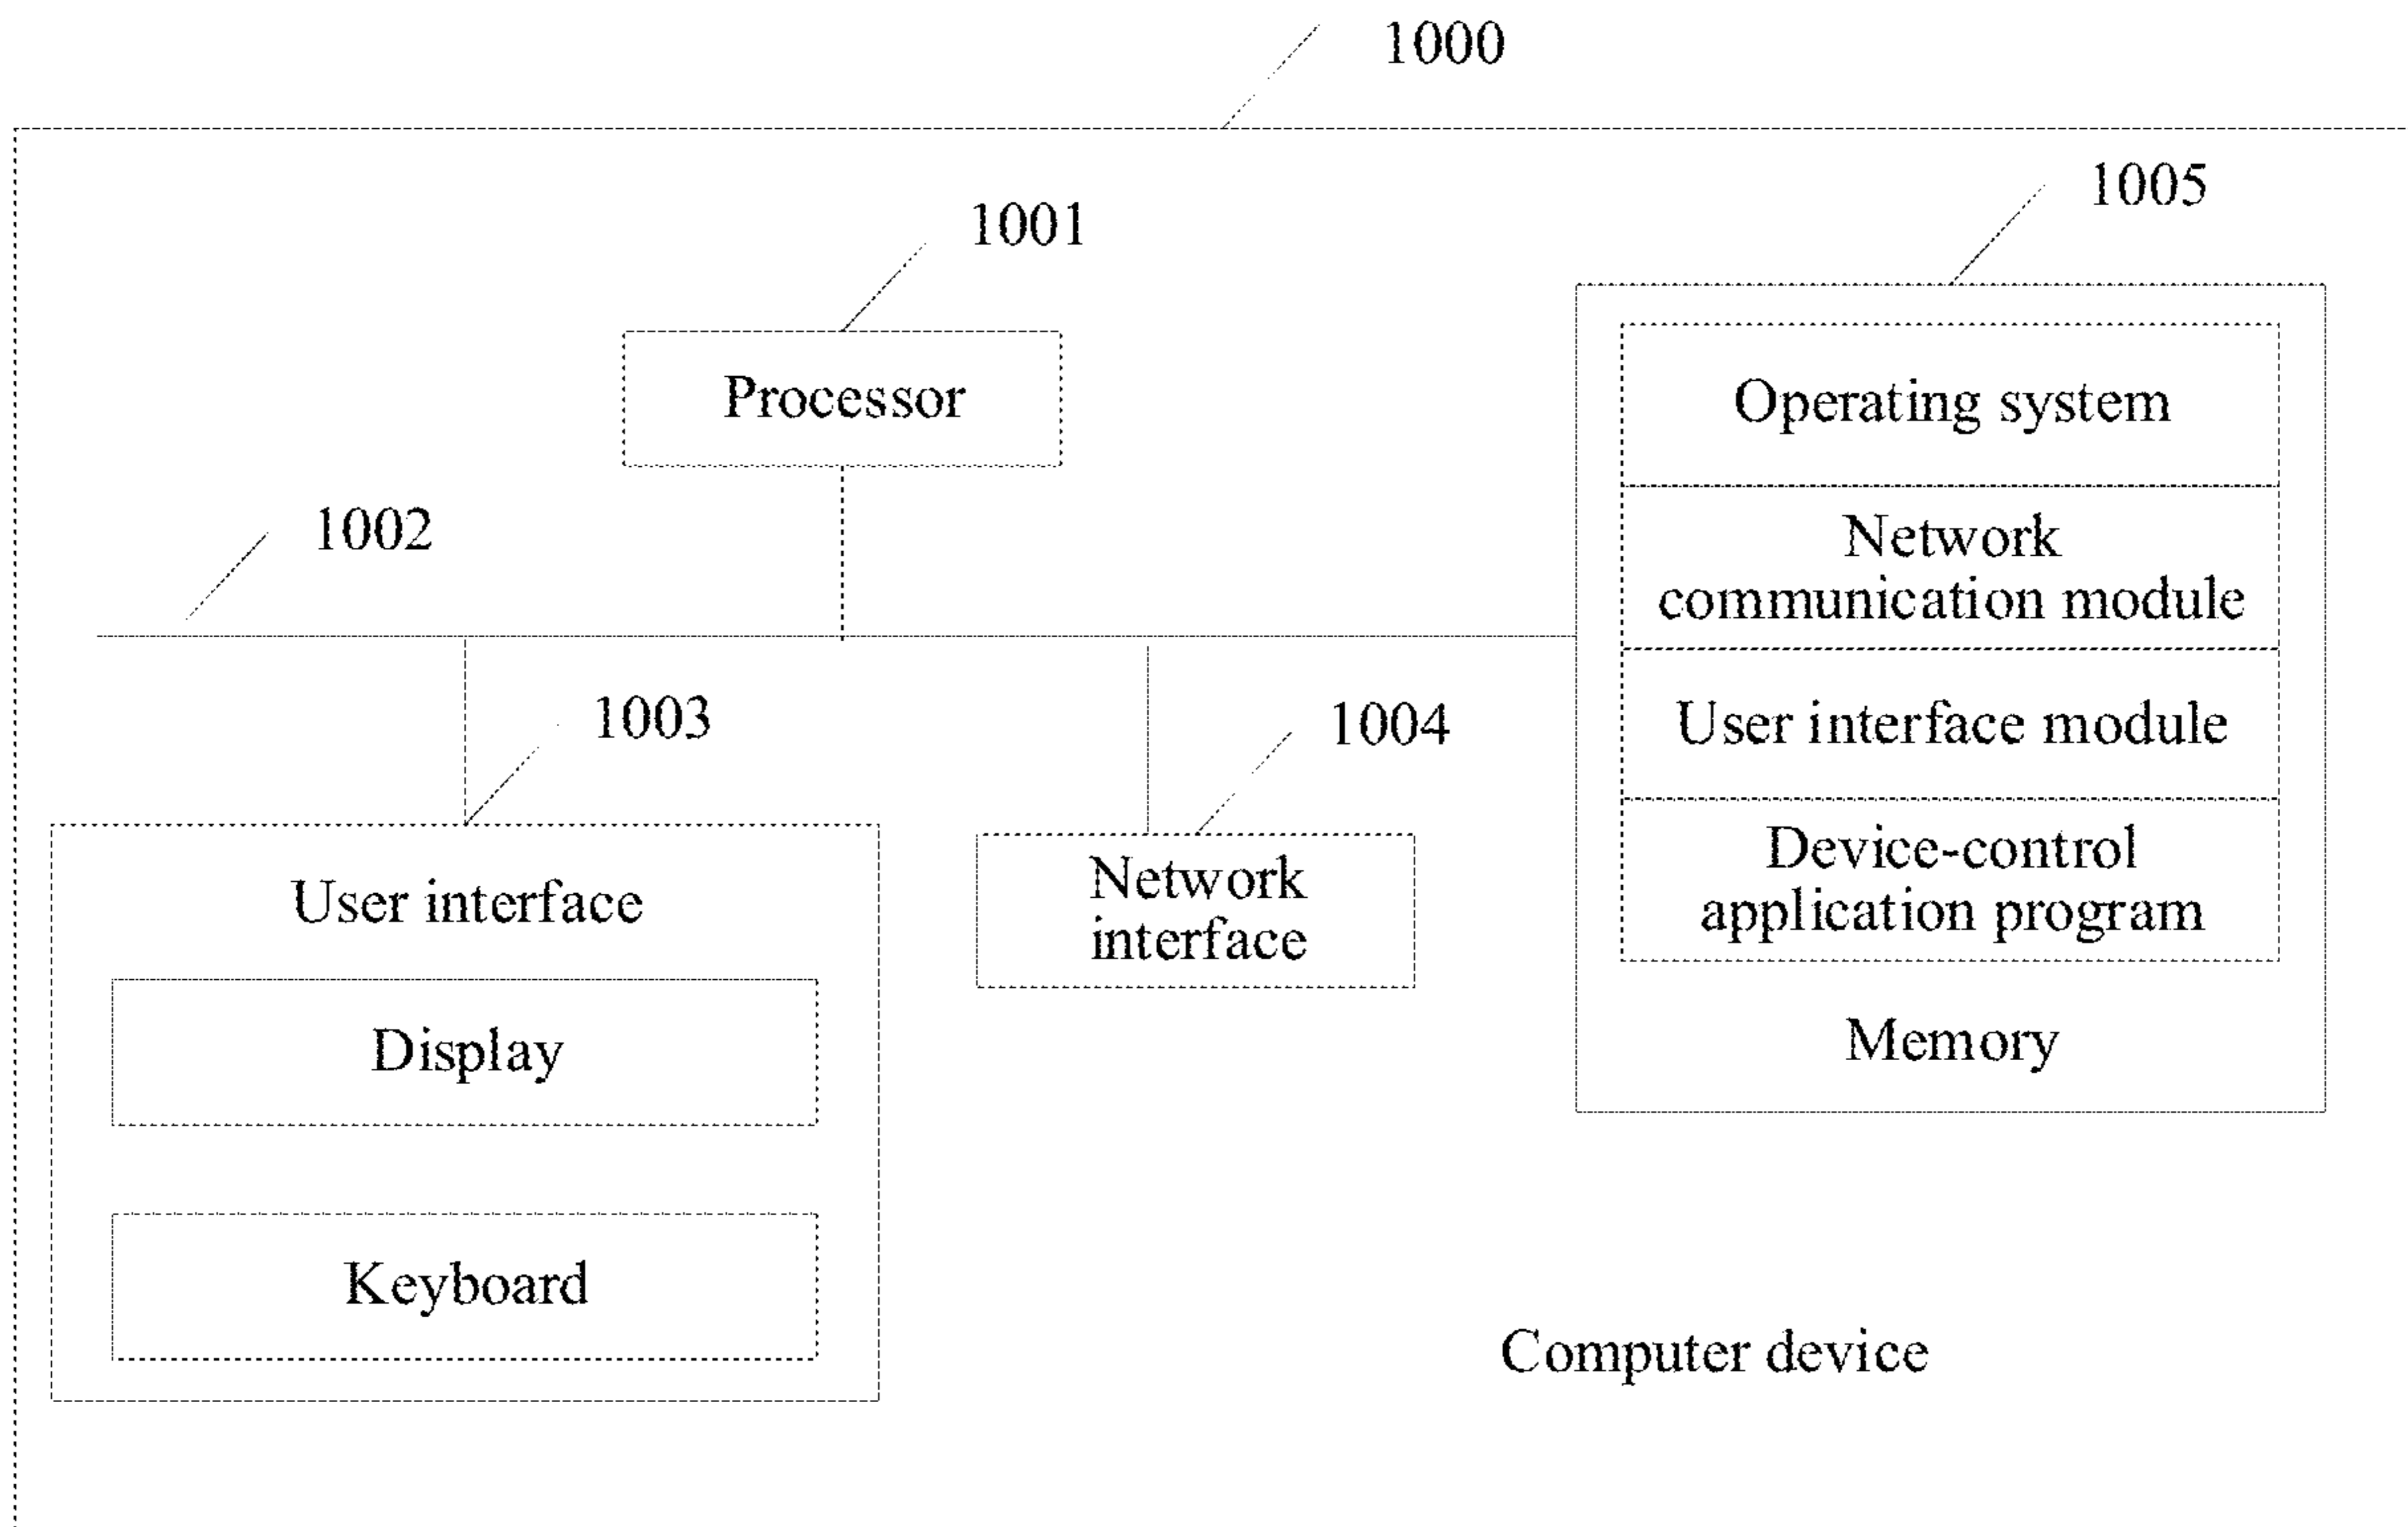 1000
1005
1001
Processor
Operating system
1002
Network
communication module
1003
1004
User interface module
Device-control
application program
User interface
Network
interface
Display
Memory
Keyboard
Computer device